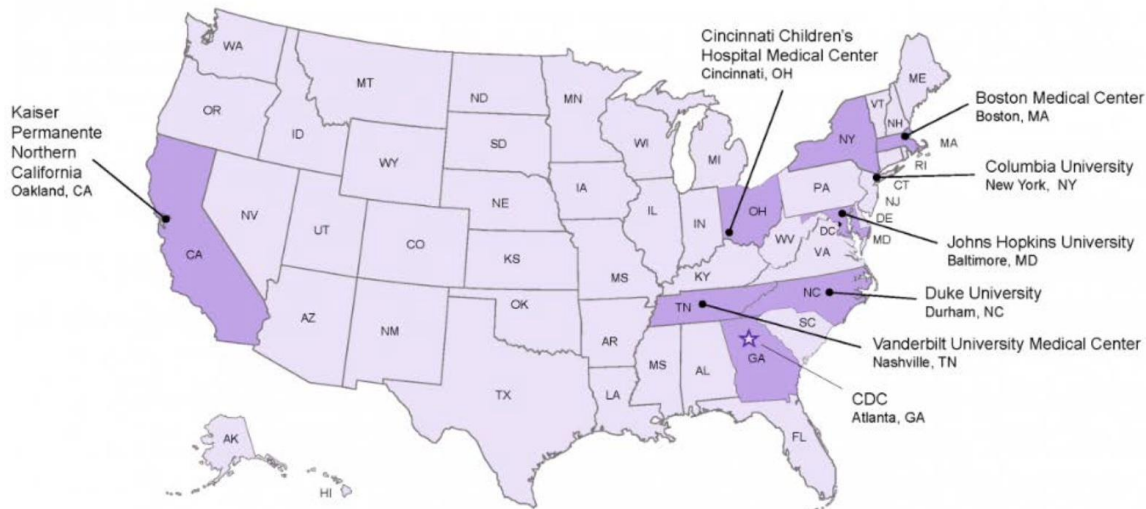 Cincinnati Children's
Hospital Medical Center
Cincinnati, OH
Kaiser
Permanente
Northern
California
Oakland, CA
Boston Medical Center
Boston, MA
Columbia University
New York, NY
Johns Hopkins University
Baltimore, MD
Duke University
Durham, NC
Vanderbilt University Medical Center
Nashville, TN
CDC
Atlanta, GA
WA
MT
ND
MN
ME
VT
NH
OR
ID
SD
WI
MI
NY
MA
RI
WY
IA
PA
CT
NJ
NE
NV
UT
CO
IL
IN
OH
DE
DC
MD
WV
VA
CA
KS
MS
KY
AZ
NM
OK
AR
TN
NC
SC
TX
LA
MS
AL
GA
FL
AK
HI